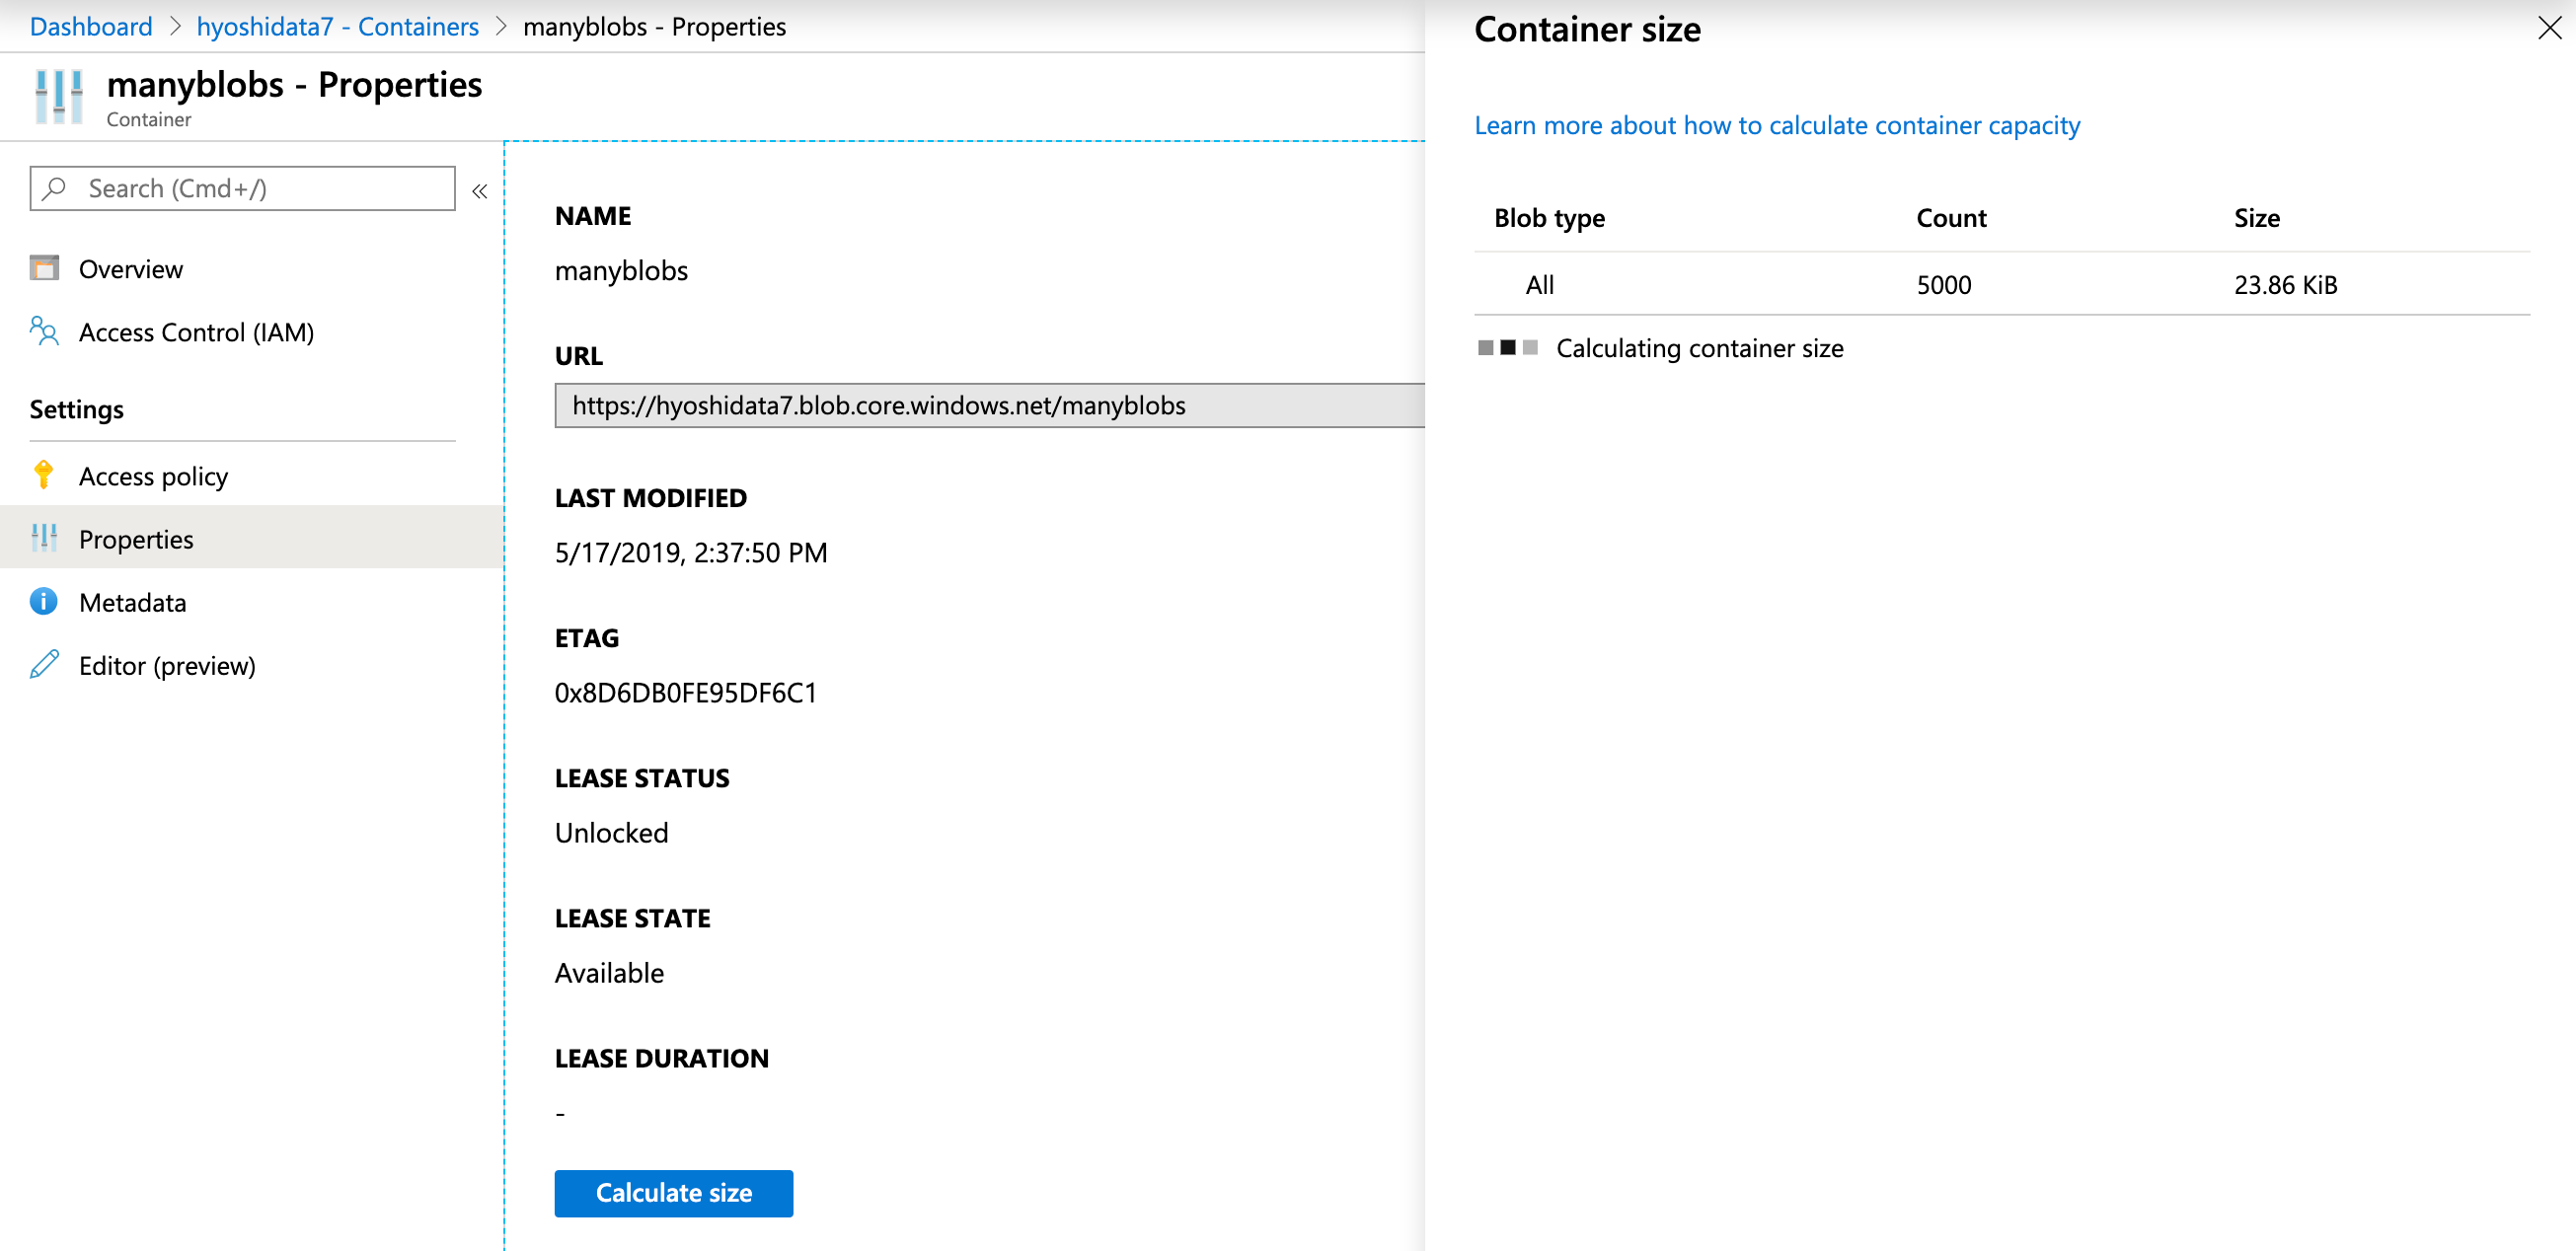 Dashboard > hyoshidata7 - Containers > manyblobs - Properties
manyblobs - Properties
Container
Search (Cmd+/)
«
Overview
Access Control (IAM)
Settings
Access policy
Properties
Metadata
Editor (preview)
NAME
manyblobs
URL
https://hyoshidata7.blob.core.windows.net/manyblobs
LAST MODIFIED
5/17/2019, 2:37:50 PM
ETAG
0x8D6DB0FE95DF6C1
LEASE STATUS
Unlocked
LEASE STATE
Available
LEASE DURATION
-
Calculate size
Container size
Learn more about how to calculate container capacity
Blob type Count Size
All 5000 23.86 KiB
Calculating container size